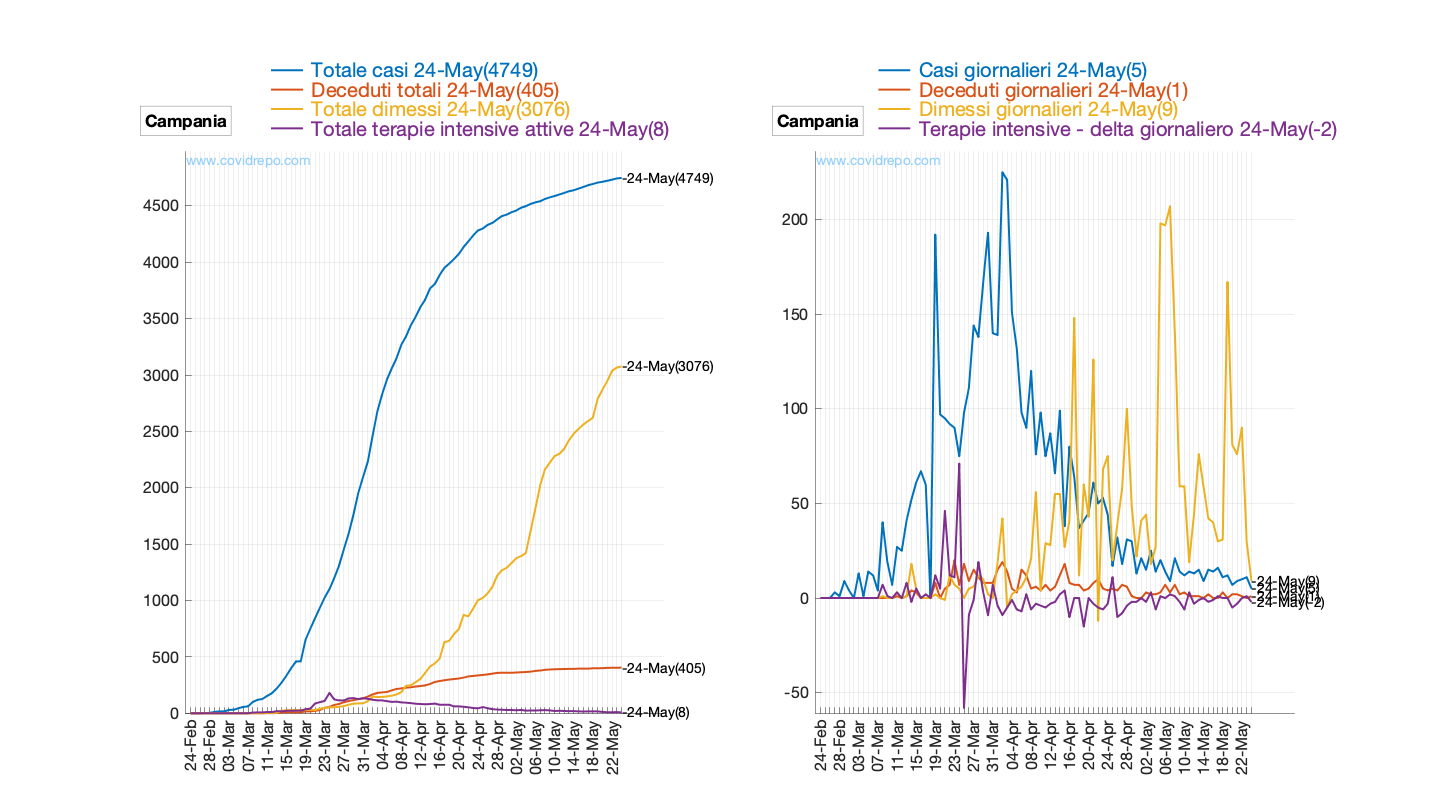 Totale casi 24-May(4749)
Deceduti totali 24-May(405)
Totale dimessi 24-May(3076)
Totale terapie intensive attive 24-May(8)
Campania
www.covidrepo.com
4500
4000
3500
3000
2500
2000
1500
1000
500
0
-24-May(4749)
-24-May(3076)
-24-May(405)
-24-May(8)
24-Feb
28-Feb
03-Mar
07-Mar
11-Mar
15-Mar
19-Mar
23-Mar
27-Mar
31-Mar
04-Apr
08-Apr
12-Apr
16-Apr
20-Apr
24-Apr
28-Apr
02-May
06-May
10-May
14-May
18-May
22-May
Casi giornalieri 24-May(5)
Deceduti giornalieri 24-May(1)
Dimessi giornalieri 24-May(9)
Terapie intensive - delta giornaliero 24-May(-2)
Campania
www.covidrepo.com
200
150
100
50
0
-50
-24-May(9)
-24-May(5)
-24-May(1)
-24-May(-2)
24-Feb
28-Feb
03-Mar
07-Mar
11-Mar
15-Mar
19-Mar
23-Mar
27-Mar
31-Mar
04-Apr
08-Apr
12-Apr
16-Apr
20-Apr
24-Apr
28-Apr
02-May
06-May
10-May
14-May
18-May
22-May